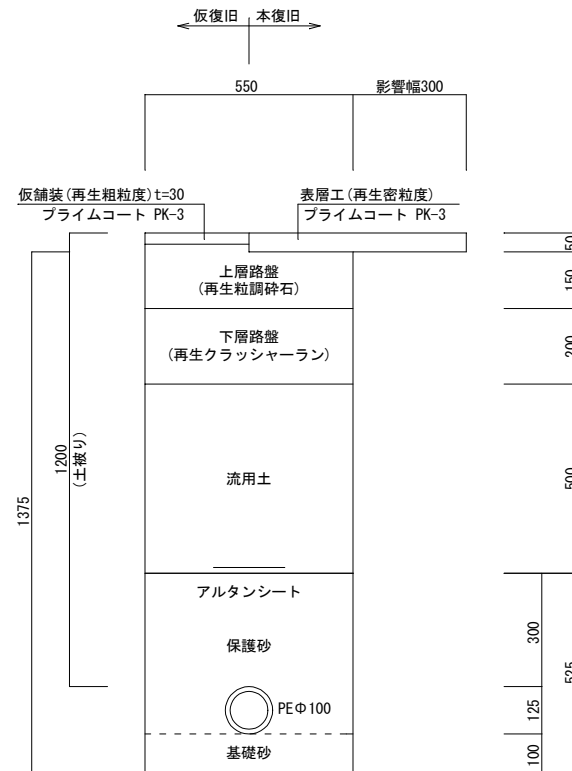 仮復旧 本復旧
550
影響幅300
仮舗装(再生粗粒度)t=30
プライムコート PK-3
表層工(再生密粒度)
プライムコート PK-3
50
上層路盤
(再生粒調砕石)
150
下層路盤
(再生クラッシャーラン)
200
1200
(土被り)
1375
流用土
500
アルタンシート
保護砂
300
525
PEΦ100
125
基礎砂
100